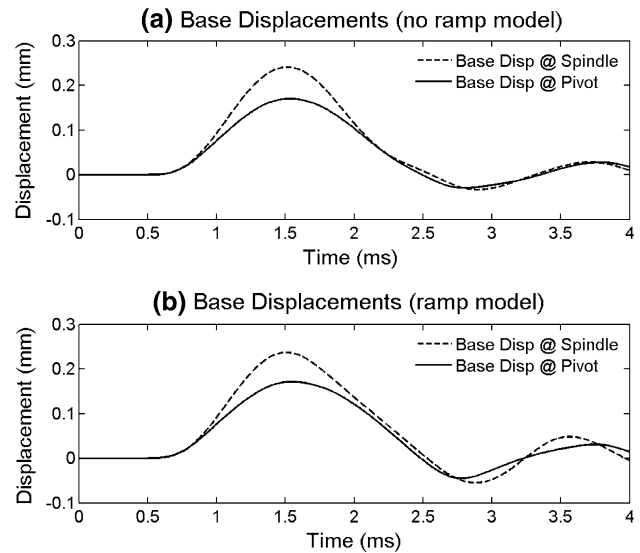 (a) Base Displacements (no ramp model)
Displacement (mm)
0.3
0.2
0.1
0
-0.1
Base Disp @ Spindle
Base Disp @ Pivot
0 0.5 1 1.5 2 2.5 3 3.5 4
Time (ms)
(b) Base Displacements (ramp model)
Displacement (mm)
0.3
0.2
0.1
0
-0.1
Base Disp @ Spindle
Base Disp @ Pivot
0 0.5 1 1.5 2 2.5 3 3.5 4
Time (ms)